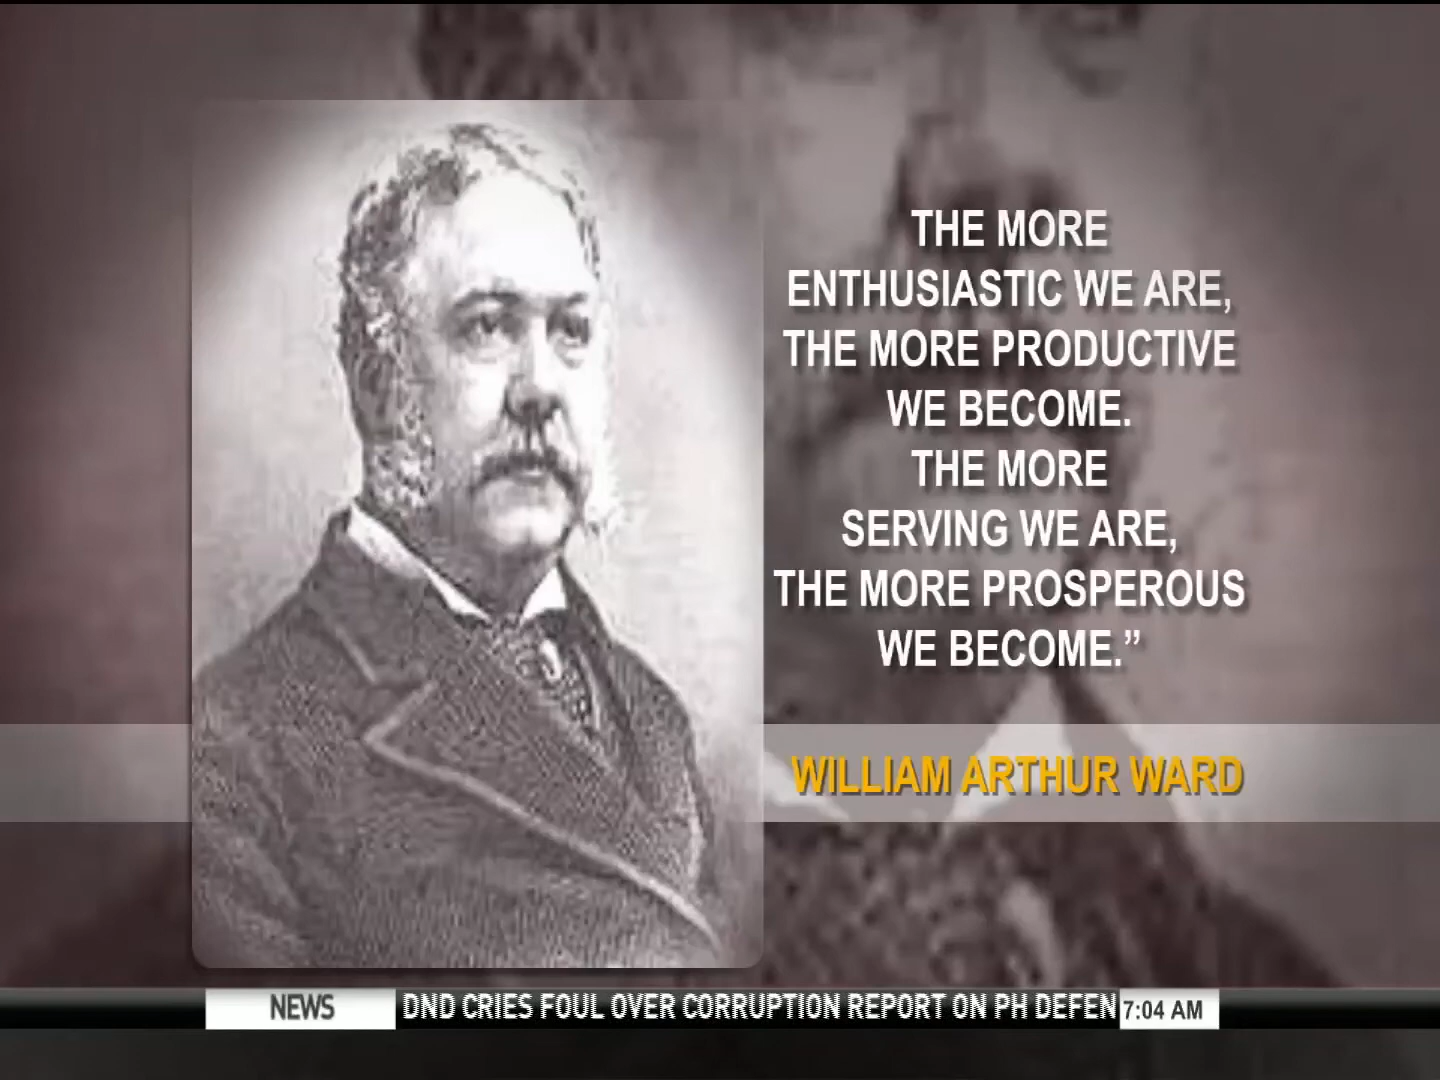 THE MORE
ENTHUSIASTIC WE ARE,
THE MORE PRODUCTIVE
WE BECOME.
THE MORE
SERVING WE ARE,
THE MORE PROSPEROUS
WE BECOME.”
WILLIAM ARTHUR WARD
NEWS DND CRIES FOUL OVER CORRUPTION REPORT ON PH DEFEN 7:04 AM